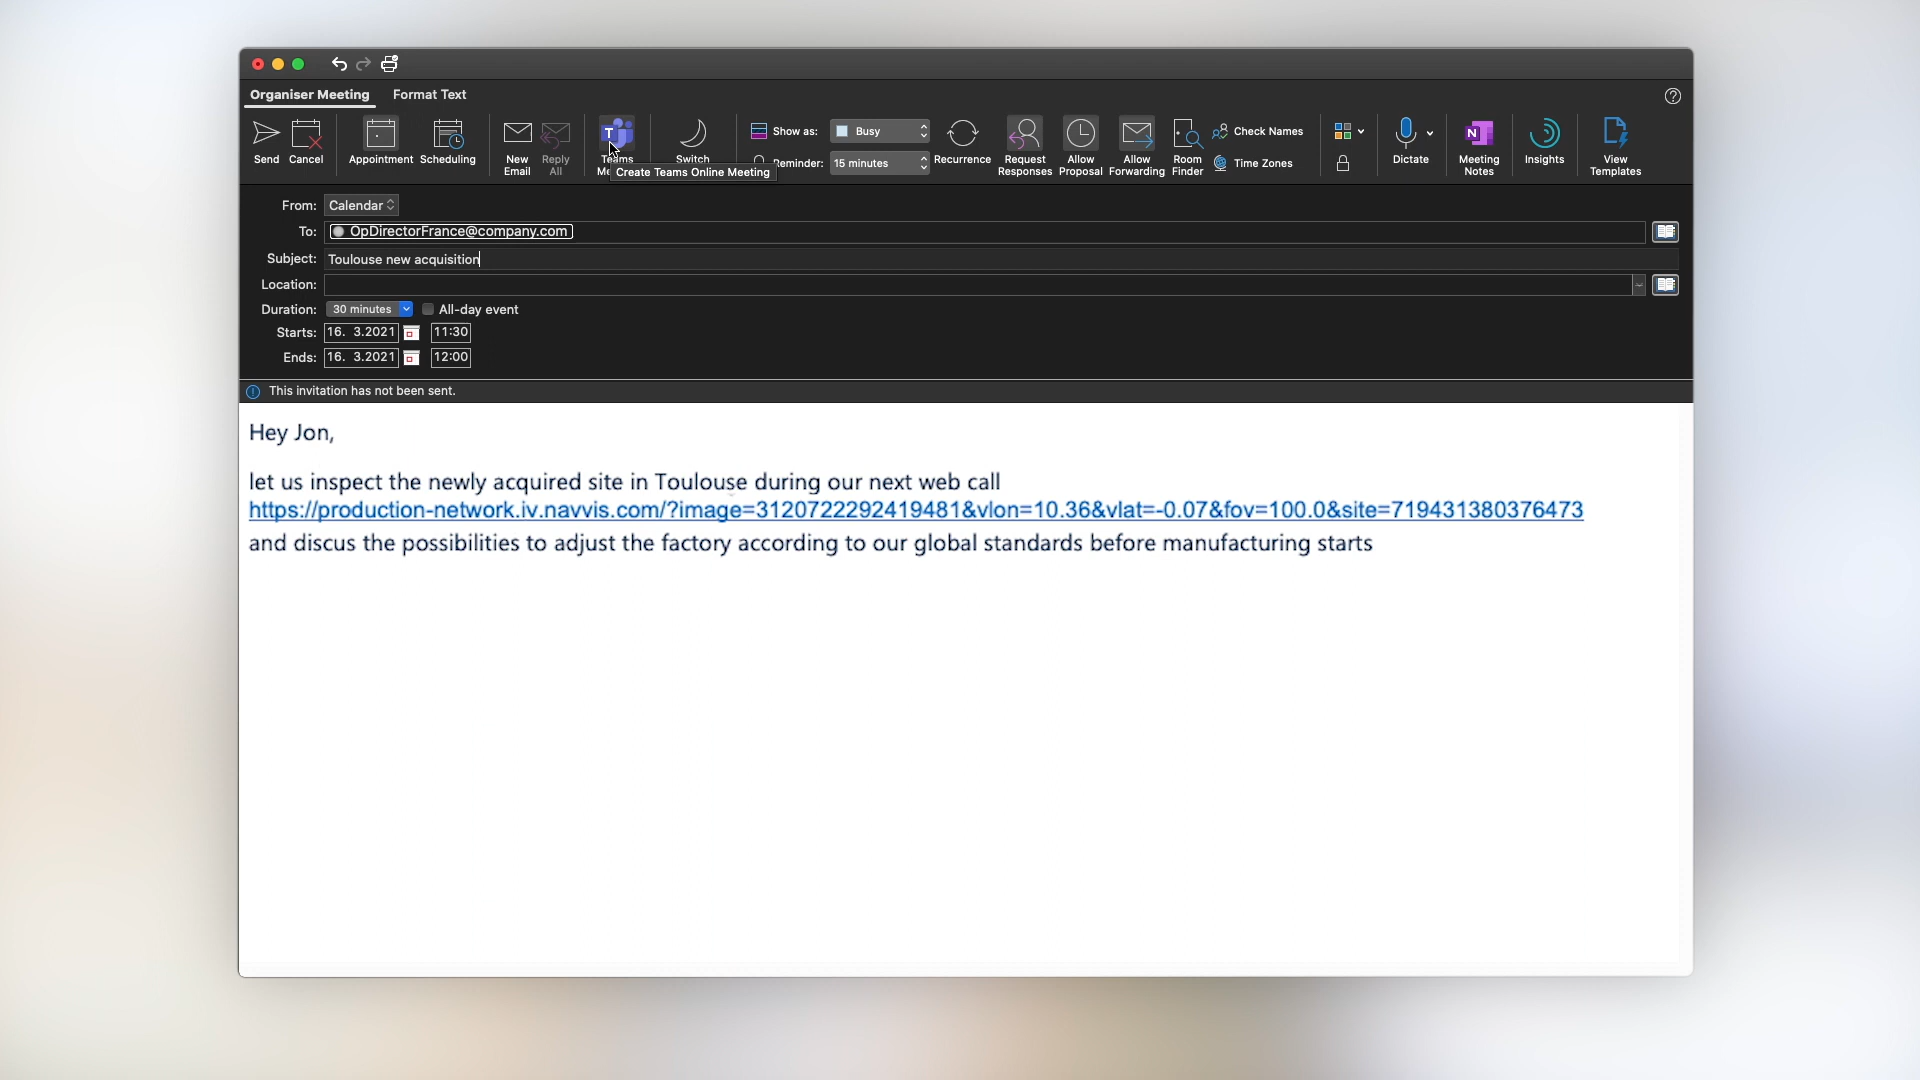 Organiser Meeting Format Text
Send Cancel Appointment Scheduling New Email Reply All Teams Switch
Create Teams Online Meeting
Show as: Busy
Reminder: 15 minutes
Recurrence Request Responses Allow Proposal Allow Forwarding Room Finder
Check Names
Time Zones
Dictate Meeting Notes Insights View Templates
From: Calendar
To: OpDirectorFrance@company.com
Subject: Toulouse new acquisition
Location:
Duration: 30 minutes All-day event
Starts: 16. 3.2021 11:30
Ends: 16. 3.2021 12:00
This invitation has not been sent.
Hey Jon,
let us inspect the newly acquired site in Toulouse during our next web call
https://production-network.iv.navvis.com/?image=3120722292419481&vlon=10.36&vlat=-0.07&fov=100.0&site=719431380376473
and discus the possibilities to adjust the factory according to our global standards before manufacturing starts